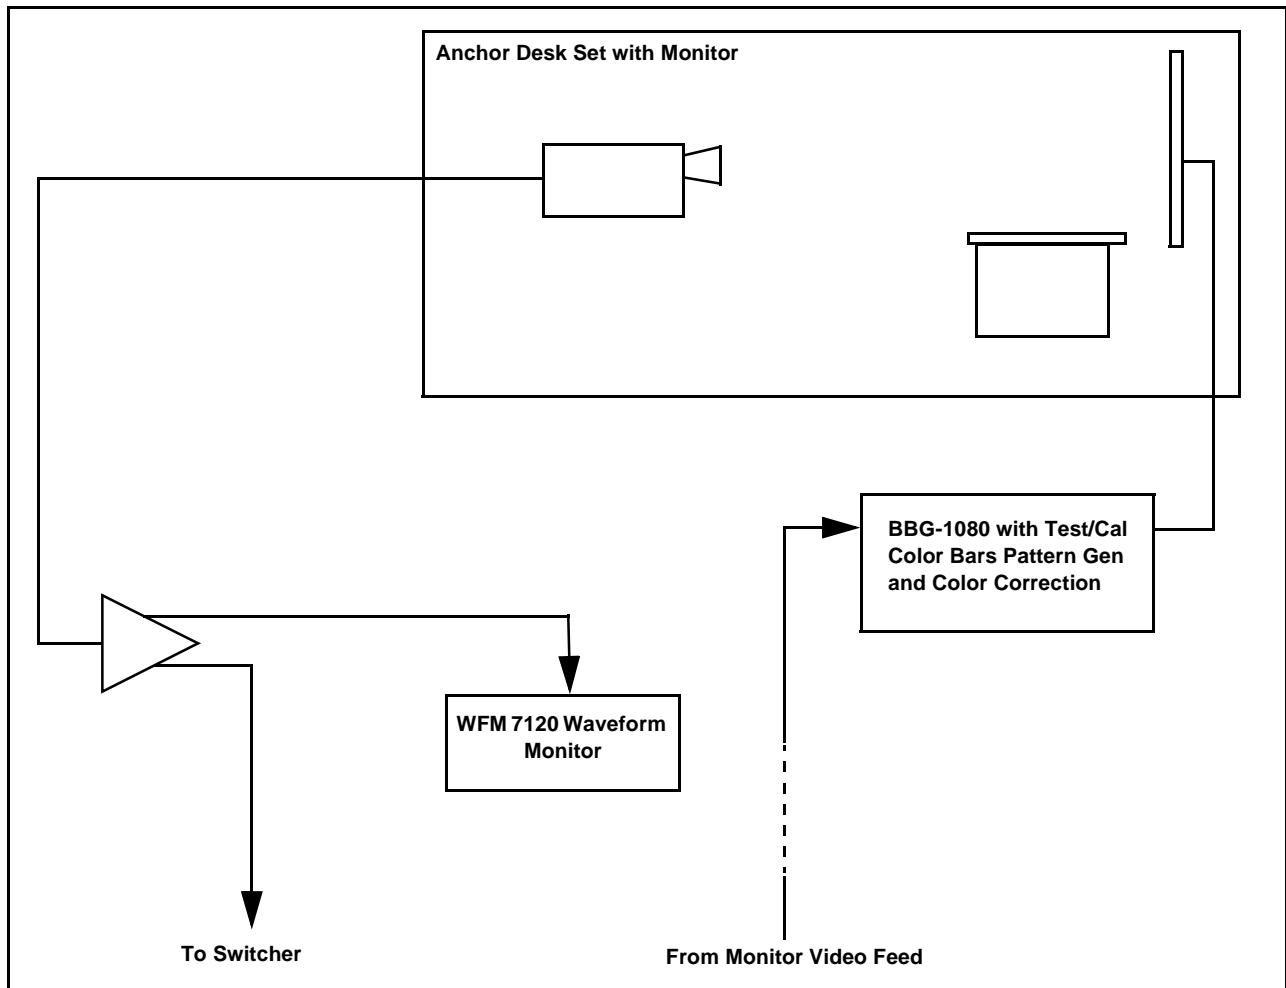 Anchor Desk Set with Monitor
BBG-1080 with Test/Cal
Color Bars Pattern Gen
and Color Correction
WFM 7120 Waveform
Monitor
To Switcher
From Monitor Video Feed